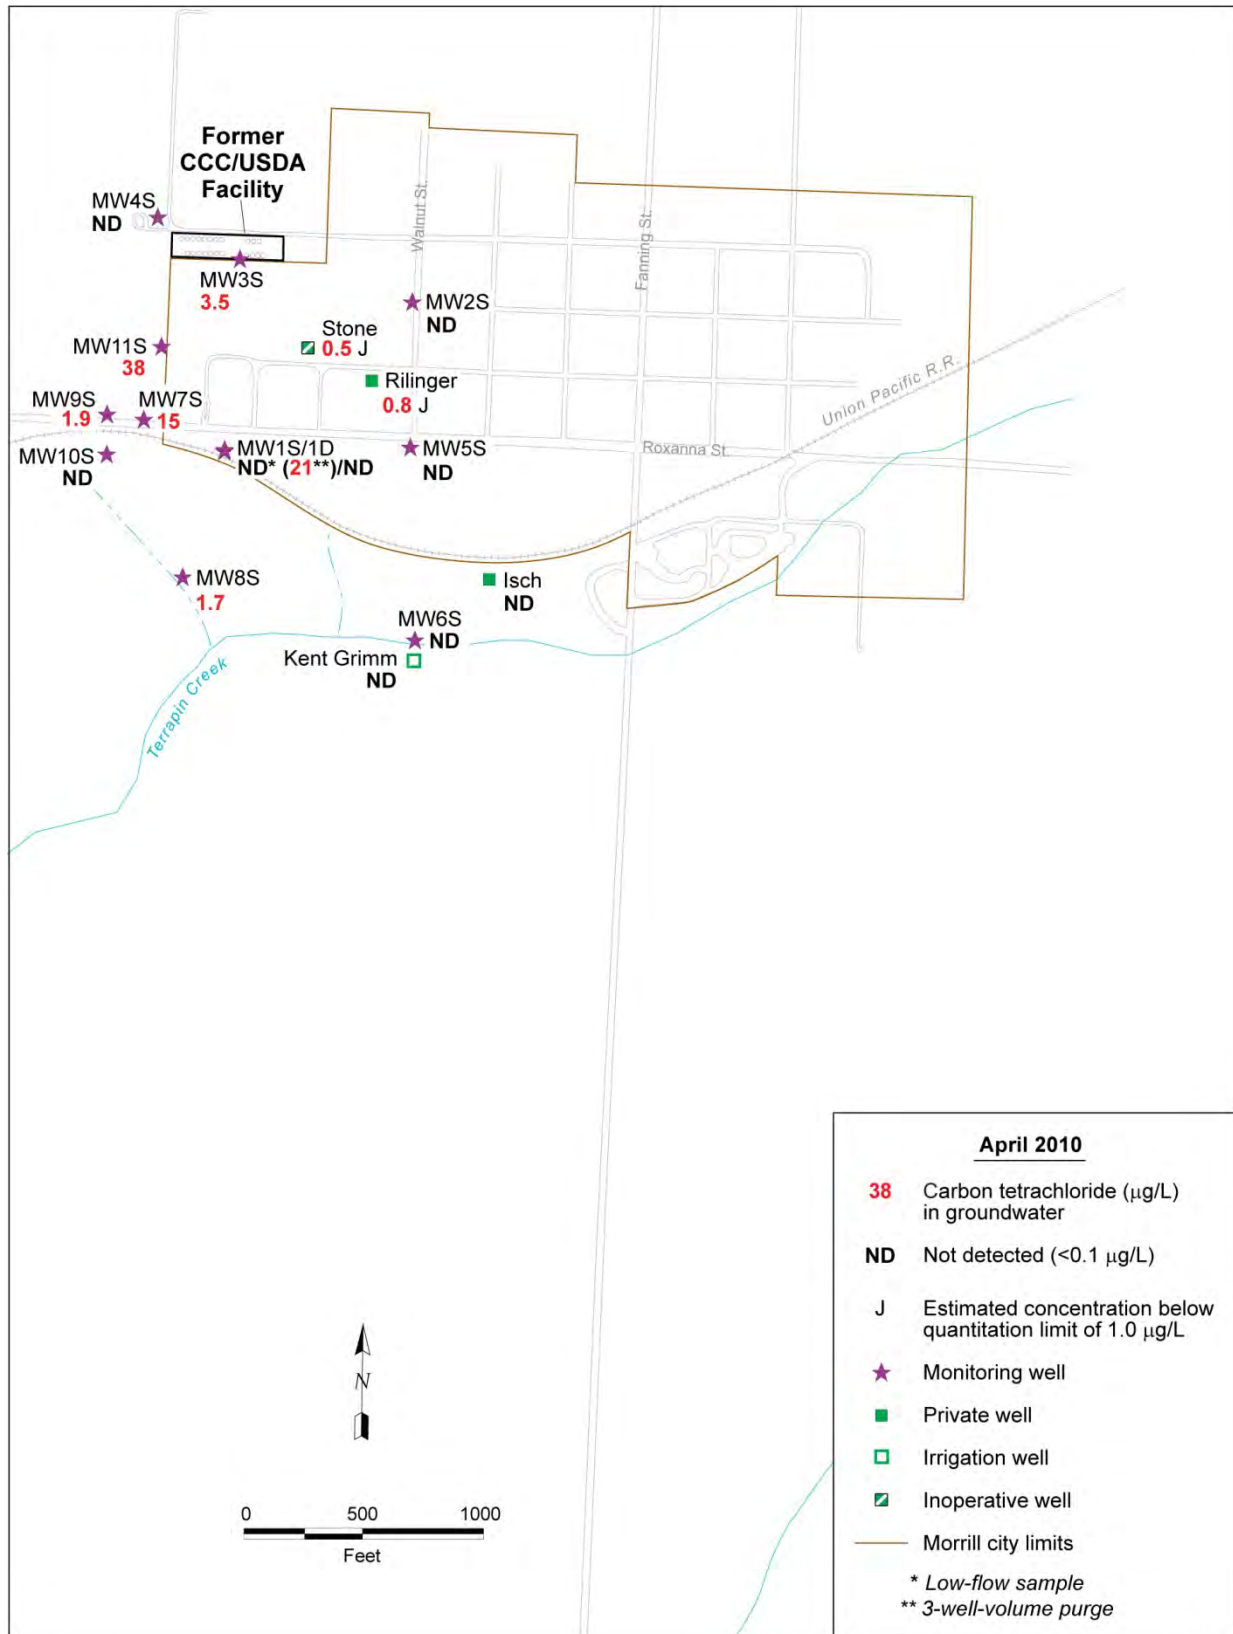 Former
CCC/USDA
Facility
MW4S
ND
MW3S
3.5
Walnut St.
Fanning St.
MW2S
ND
Stone
0.5 J
MW11S
38
Rilinger
0.8 J
Union Pacific R.R.
MW9S
1.9
MW7S
15
MW10S
ND
MW1S/1D
ND* (21**)/ND
MW5S
ND
Roxanna St.
MW8S
1.7
Isch
ND
MW6S
ND
Kent Grimm
ND
Terrapin Creek
N
0 500 1000
Feet
April 2010
38 Carbon tetrachloride (µg/L)
in groundwater
ND Not detected (<0.1 µg/L)
J Estimated concentration below
quantitation limit of 1.0 µg/L
Monitoring well
Private well
Irrigation well
Inoperative well
Morrill city limits
* Low-flow sample
** 3-well-volume purge